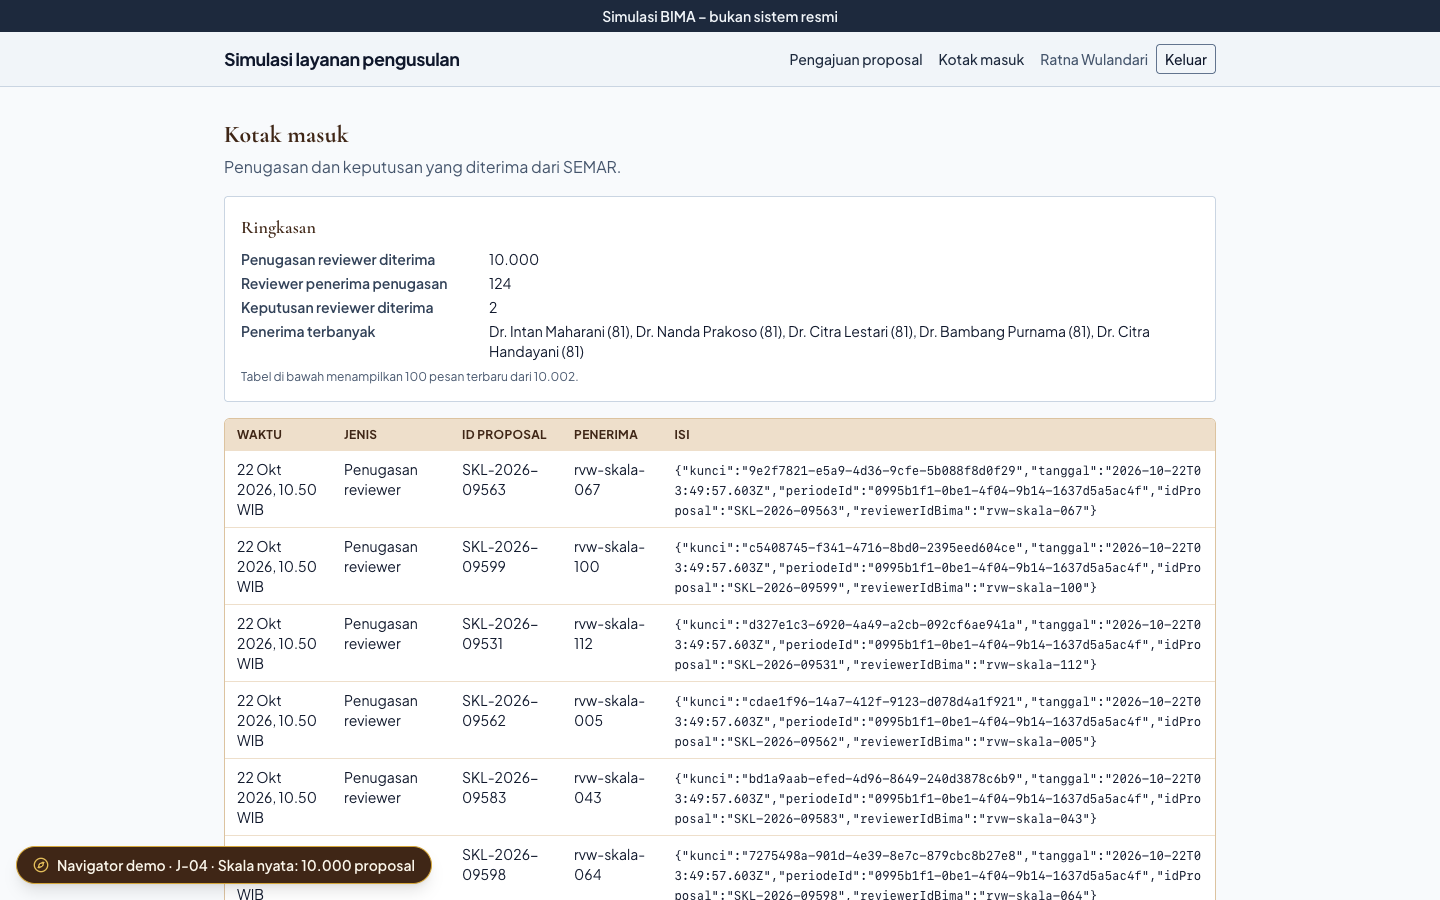 Simulasi BIMA – bukan sistem resmi
Simulasi layanan pengusulan
Pengajuan proposal
Kotak masuk
Ratna Wulandari
Keluar
Kotak masuk
Penugasan dan keputusan yang diterima dari SEMAR.
Ringkasan
Penugasan reviewer diterima 10.000
Reviewer penerima penugasan 124
Keputusan reviewer diterima 2
Penerima terbanyak Dr. Intan Maharani (81), Dr. Nanda Prakoso (81), Dr. Citra Lestari (81), Dr. Bambang Purnama (81), Dr. Citra
Handayani (81)
Tabel di bawah menampilkan 100 pesan terbaru dari 10.002.
WAKTU JENIS ID PROPOSAL PENERIMA ISI
22 Okt Penugasan SKL-2026- rvw-skala- {"kunci":"9e2f7821-e5a9-4d36-9cfe-5b088f8d0f29","tanggal":"2026-10-22T0
2026, 10.50 reviewer 09563 067 3:49:57.603Z","periodeId":"0995b1f1-0be1-4f04-9b14-1637d5a5ac4f","idPro
WIB posal":"SKL-2026-09563","reviewerIdBima":"rvw-skala-067"}
22 Okt Penugasan SKL-2026- rvw-skala- {"kunci":"c5408745-f341-4716-8bd0-2395eed604ce","tanggal":"2026-10-22T0
2026, 10.50 reviewer 09599 100 3:49:57.603Z","periodeId":"0995b1f1-0be1-4f04-9b14-1637d5a5ac4f","idPro
WIB posal":"SKL-2026-09599","reviewerIdBima":"rvw-skala-100"}
22 Okt Penugasan SKL-2026- rvw-skala- {"kunci":"d327e1c3-6920-4a49-a2cb-092cf6ae941a","tanggal":"2026-10-22T0
2026, 10.50 reviewer 09531 112 3:49:57.603Z","periodeId":"0995b1f1-0be1-4f04-9b14-1637d5a5ac4f","idPro
WIB posal":"SKL-2026-09531","reviewerIdBima":"rvw-skala-112"}
22 Okt Penugasan SKL-2026- rvw-skala- {"kunci":"cdae1f96-14a7-412f-9123-d078d4a1f921","tanggal":"2026-10-22T0
2026, 10.50 reviewer 09562 005 3:49:57.603Z","periodeId":"0995b1f1-0be1-4f04-9b14-1637d5a5ac4f","idPro
WIB posal":"SKL-2026-09562","reviewerIdBima":"rvw-skala-005"}
22 Okt Penugasan SKL-2026- rvw-skala- {"kunci":"bd1a9aab-efed-4d96-8649-240d3878c6b9","tanggal":"2026-10-22T0
2026, 10.50 reviewer 09583 043 3:49:57.603Z","periodeId":"0995b1f1-0be1-4f04-9b14-1637d5a5ac4f","idPro
WIB posal":"SKL-2026-09583","reviewerIdBima":"rvw-skala-043"}
SKL-2026- rvw-skala- {"kunci":"7275498a-901d-4e39-8e7c-879cbc8b27e8","tanggal":"2026-10-22T0
09598 064 3:49:57.603Z","periodeId":"0995b1f1-0be1-4f04-9b14-1637d5a5ac4f","idPro
WIB posal":"SKL-2026-09598","reviewerIdBima":"rvw-skala-064"}
Navigator demo · J-04 · Skala nyata: 10.000 proposal